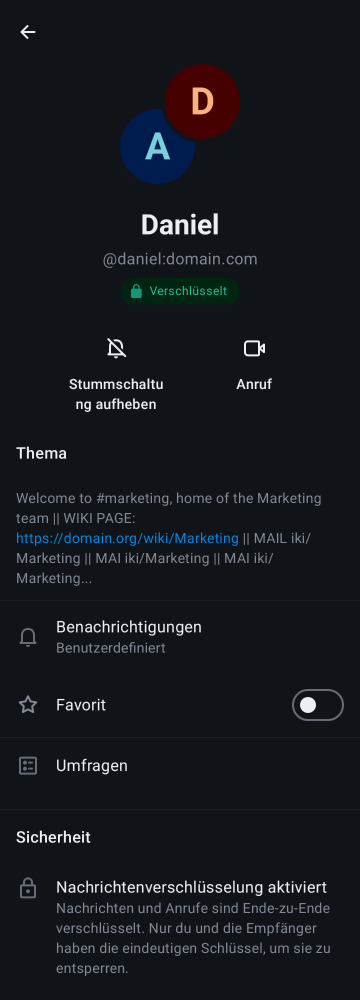 D
A
Daniel
@daniel:domain.com
Verschlüsselt
Stummschaltu
ng aufheben
Anruf
Thema
Welcome to #marketing, home of the Marketing
team || WIKI PAGE:
https://domain.org/wiki/Marketing || MAIL iki/
Marketing || MAI iki/Marketing || MAI iki/
Marketing...
Benachrichtigungen
Benutzerdefiniert
Favorit
Umfragen
Sicherheit
Nachrichtenverschlüsselung aktiviert
Nachrichten und Anrufe sind Ende-zu-Ende
verschlüsselt. Nur du und die Empfänger
haben die eindeutigen Schlüssel, um sie zu
entsperren.